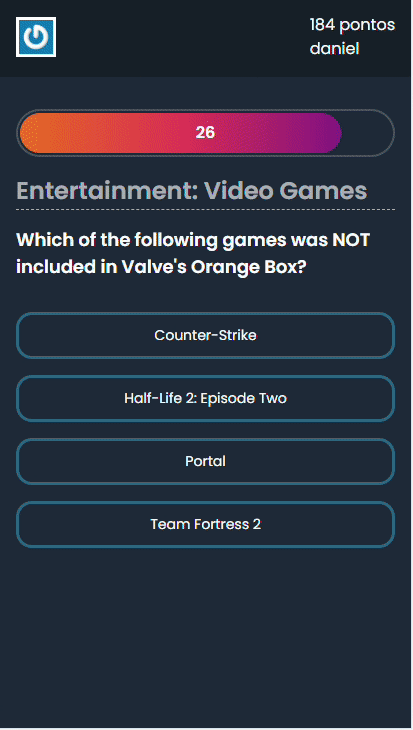 184 pontos
daniel
26
Entertainment: Video Games
Which of the following games was NOT
included in Valve's Orange Box?
Counter-Strike
Half-Life 2: Episode Two
Portal
Team Fortress 2